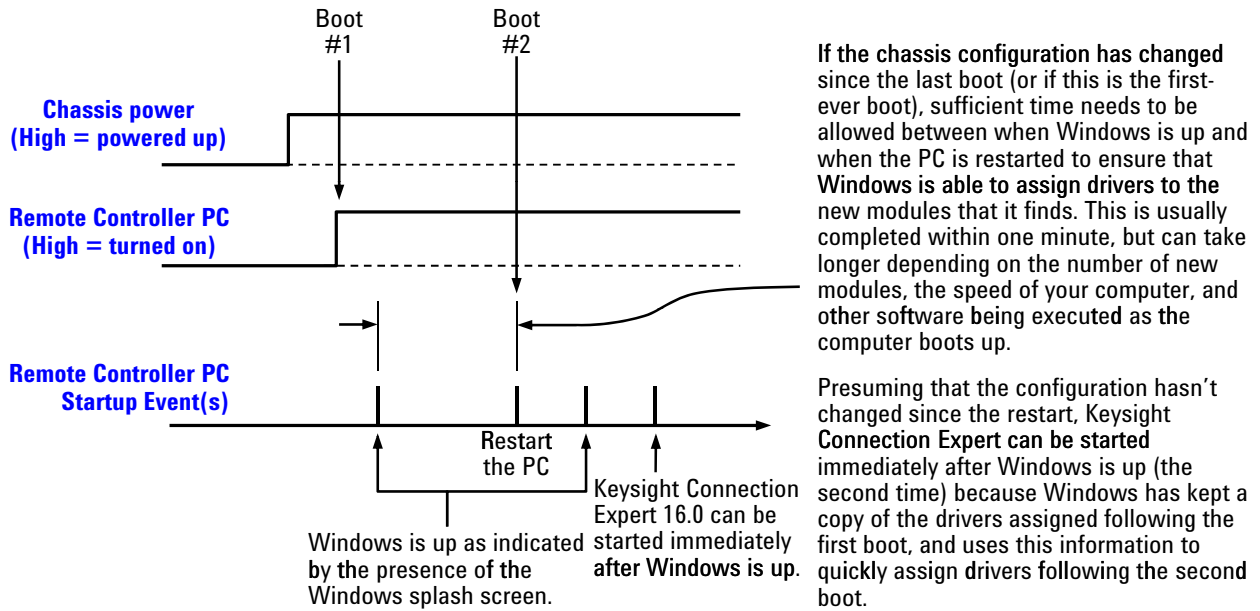 Boot
#1
Boot
#2
Chassis power
(High = powered up)
Remote Controller PC
(High = turned on)
Remote Controller PC
Startup Event(s)
Restart
the PC
Windows is up as indicated
by the presence of the
Windows splash screen.
Keysight Connection
Expert 16.0 can be
started immediately
after Windows is up.
If the chassis configuration has changed
since the last boot (or if this is the first-
ever boot), sufficient time needs to be
allowed between when Windows is up and
when the PC is restarted to ensure that
Windows is able to assign drivers to the
new modules that it finds. This is usually
completed within one minute, but can take
longer depending on the number of new
modules, the speed of your computer, and
other software being executed as the
computer boots up.
Presuming that the configuration hasn't
changed since the restart, Keysight
Connection Expert can be started
immediately after Windows is up (the
second time) because Windows has kept a
copy of the drivers assigned following the
first boot, and uses this information to
quickly assign drivers following the second
boot.